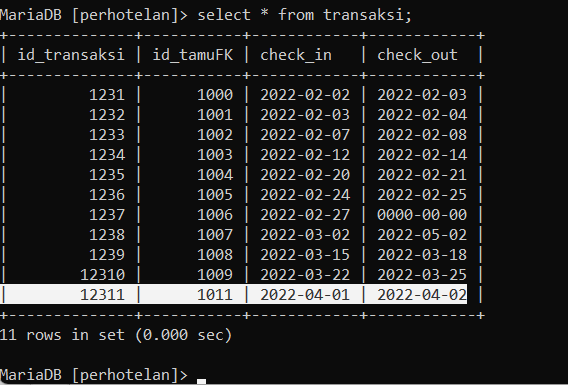 MariaDB [perhotelan]> select * from transaksi;
+--------------+-----------+------------+------------+
| id_transaksi | id_tamuFK | check_in   | check_out  |
+--------------+-----------+------------+------------+
|         1231 |      1000 | 2022-02-02 | 2022-02-03 |
|         1232 |      1001 | 2022-02-03 | 2022-02-04 |
|         1233 |      1002 | 2022-02-07 | 2022-02-08 |
|         1234 |      1003 | 2022-02-12 | 2022-02-14 |
|         1235 |      1004 | 2022-02-20 | 2022-02-21 |
|         1236 |      1005 | 2022-02-24 | 2022-02-25 |
|         1237 |      1006 | 2022-02-27 | 0000-00-00 |
|         1238 |      1007 | 2022-03-02 | 2022-05-02 |
|         1239 |      1008 | 2022-03-15 | 2022-03-18 |
|        12310 |      1009 | 2022-03-22 | 2022-03-25 |
|        12311 |      1011 | 2022-04-01 | 2022-04-02 |
+--------------+-----------+------------+------------+
11 rows in set (0.000 sec)
MariaDB [perhotelan]> _